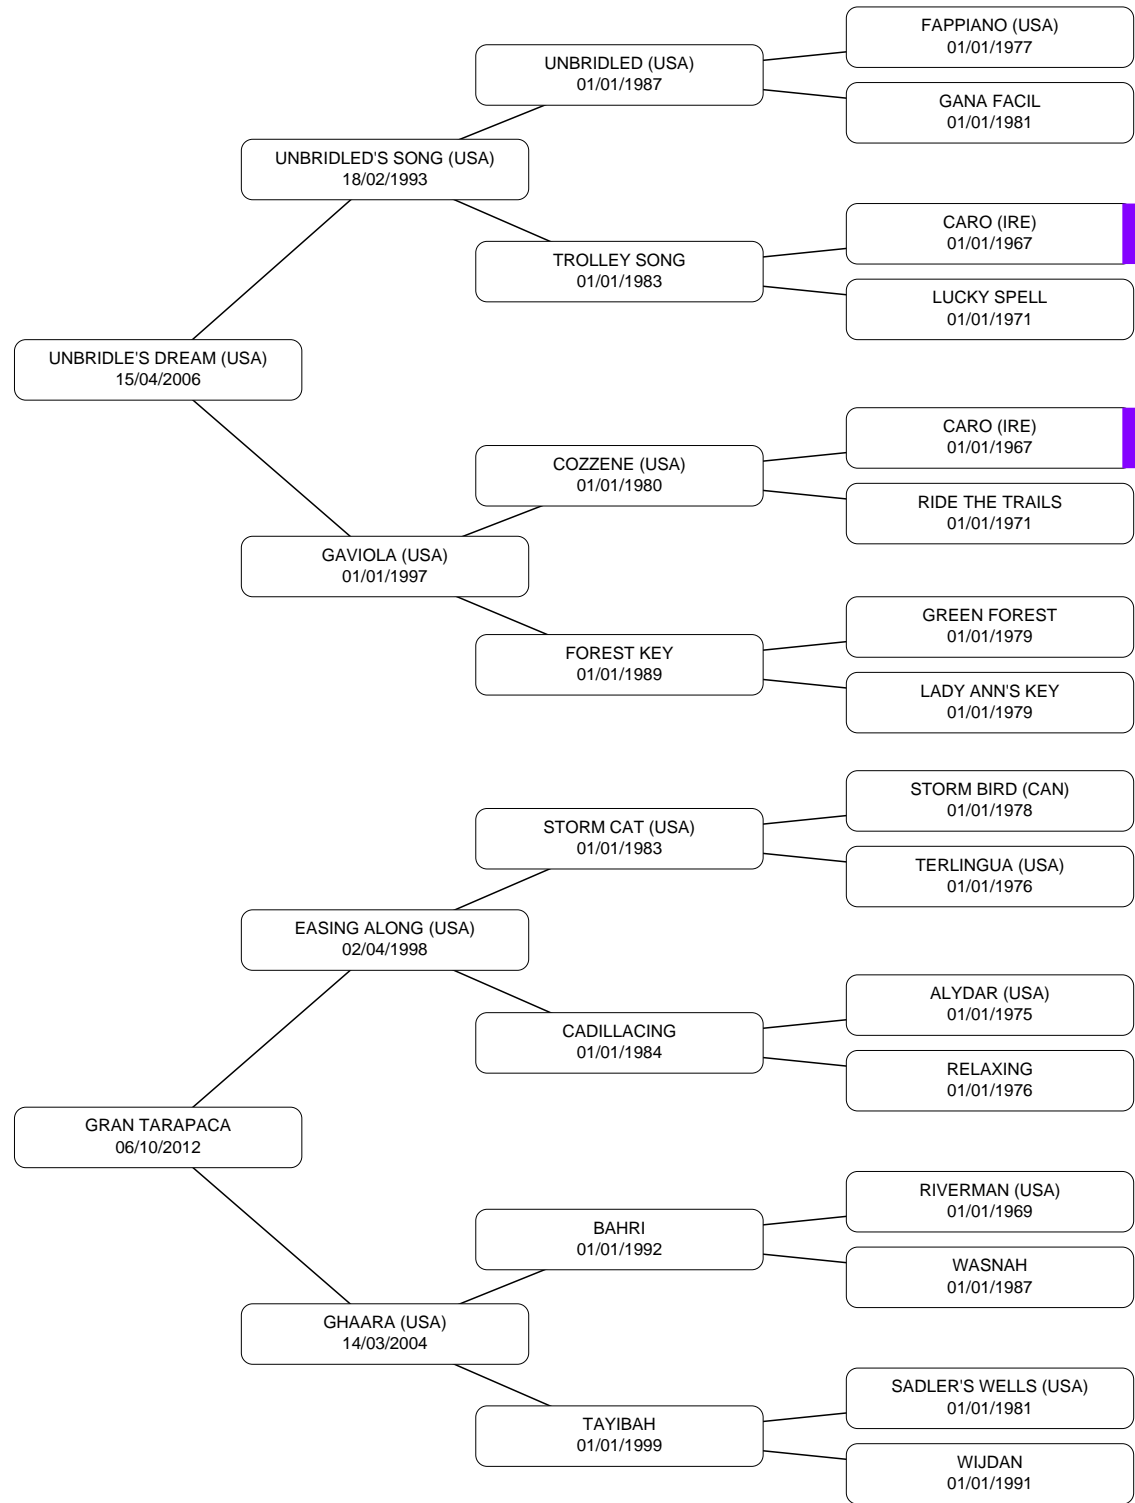 FAPPIANO (USA)
01/01/1977
UNBRIDLED (USA)
01/01/1987
GANA FACIL
01/01/1981
UNBRIDLED'S SONG (USA)
18/02/1993
CARO (IRE)
01/01/1967
TROLLEY SONG
01/01/1983
LUCKY SPELL
01/01/1971
UNBRIDLE'S DREAM (USA)
15/04/2006
CARO (IRE)
01/01/1967
COZZENE (USA)
01/01/1980
RIDE THE TRAILS
01/01/1971
GAVIOLA (USA)
01/01/1997
GREEN FOREST
01/01/1979
FOREST KEY
01/01/1989
LADY ANN'S KEY
01/01/1979
STORM BIRD (CAN)
01/01/1978
STORM CAT (USA)
01/01/1983
TERLINGUA (USA)
01/01/1976
EASING ALONG (USA)
02/04/1998
ALYDAR (USA)
01/01/1975
CADILLACING
01/01/1984
RELAXING
01/01/1976
GRAN TARAPACA
06/10/2012
RIVERMAN (USA)
01/01/1969
BAHRI
01/01/1992
WASNAH
01/01/1987
GHAARA (USA)
14/03/2004
SADLER'S WELLS (USA)
01/01/1981
TAYIBAH
01/01/1999
WIJDAN
01/01/1991